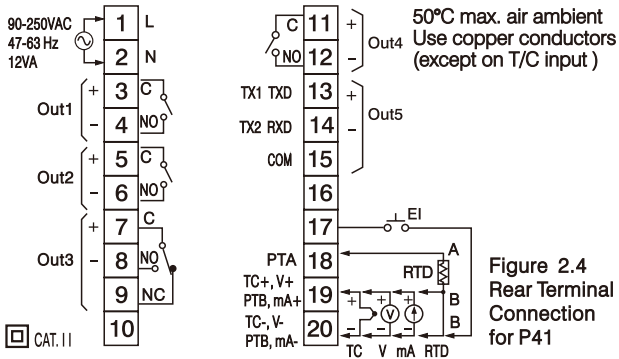 90-250VAC
47-63 Hz
12VA
1 L
2 N
Out1
+ 3 C
- 4 NO
Out2
+ 5 C
- 6 NO
Out3
+ 7 C
- 8 NO
9 NC
10
CAT. II
C 11 +
NO 12 -
Out4
TX1 TXD 13 +
TX2 RXD 14 -
Out5
COM 15
16
17 EI
PTA 18 A
RTD
TC+, V+
PTB, mA+ 19 + + B
V
TC-, V-
PTB, mA- 20 - - B
TC V mA RTD
50°C max. air ambient
Use copper conductors
(except on T/C input )
Figure 2.4
Rear Terminal
Connection
for P41